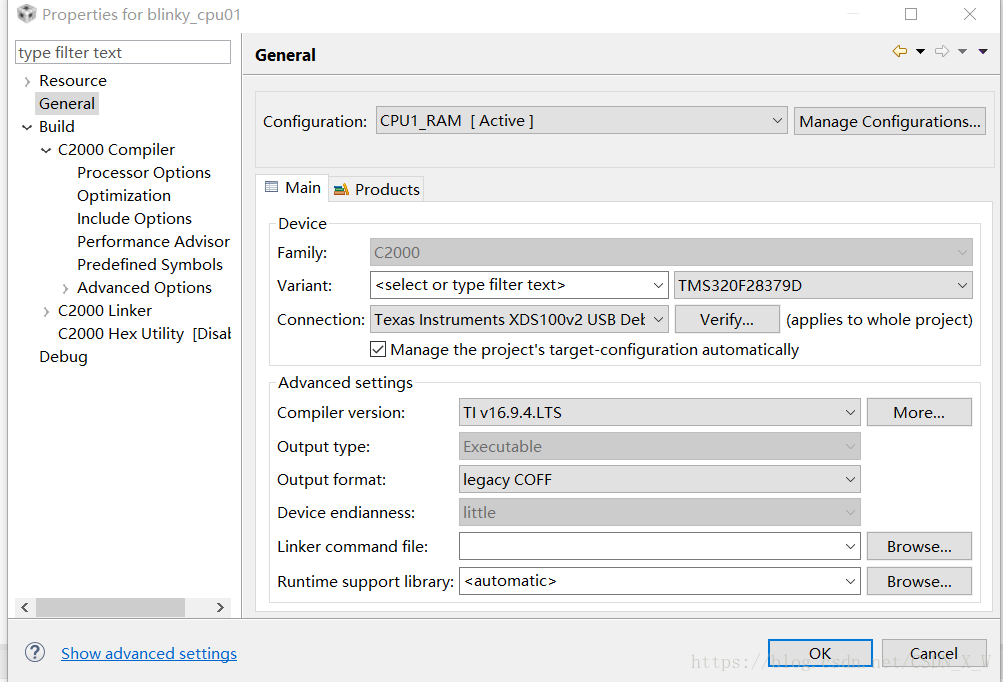 Properties for blinky_cpu01
type filter text
General
Resource
General
Build
C2000 Compiler
Processor Options
Optimization
Include Options
Performance Advisor
Predefined Symbols
Advanced Options
C2000 Linker
C2000 Hex Utility [Disab
Debug
Configuration: CPU1_RAM [ Active ] Manage Configurations...
Main Products
Device
Family: C2000
Variant: <select or type filter text> TMS320F28379D
Connection: Texas Instruments XDS100v2 USB Deb Verify... (applies to whole project)
Manage the project's target-configuration automatically
Advanced settings
Compiler version: TI v16.9.4.LTS More...
Output type: Executable
Output format: legacy COFF
Device endianness: little
Linker command file: Browse...
Runtime support library: <automatic> Browse...
? Show advanced settings OK Cancel
https://blog.csdn.net/CSDN_X_W